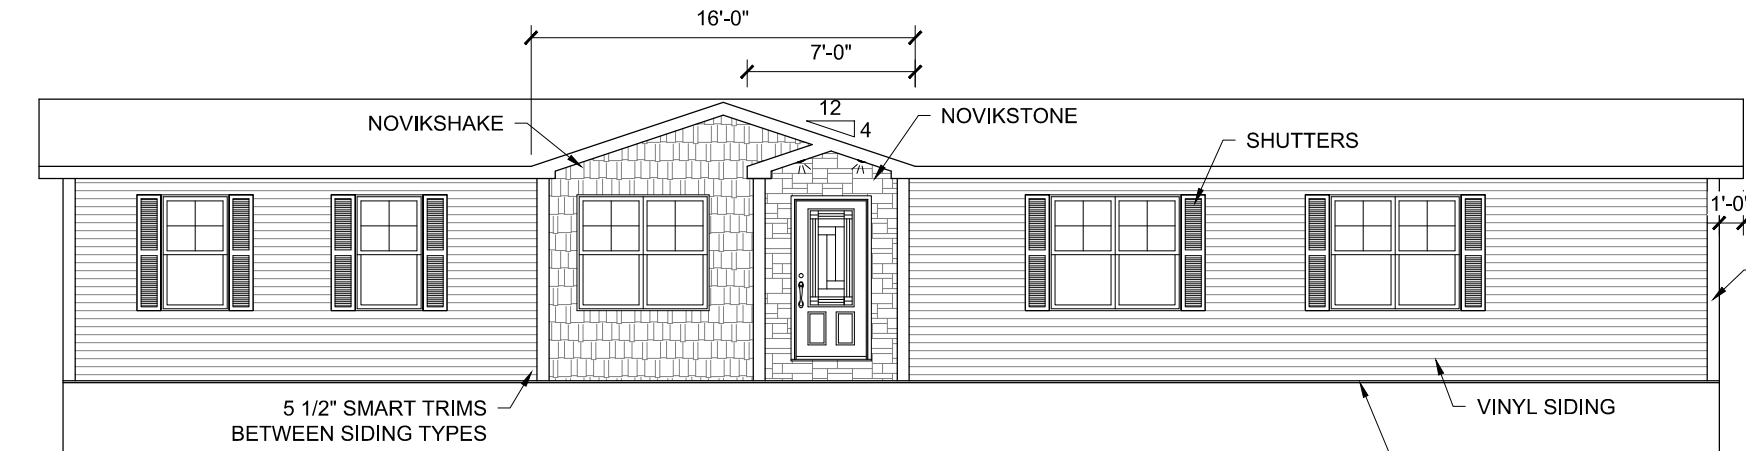 16'-0"
7'-0"
12
4
NOVIKSHAKE
NOVIKSTONE
SHUTTERS
1'-0"
5 1/2" SMART TRIMS
BETWEEN SIDING TYPES
VINYL SIDING